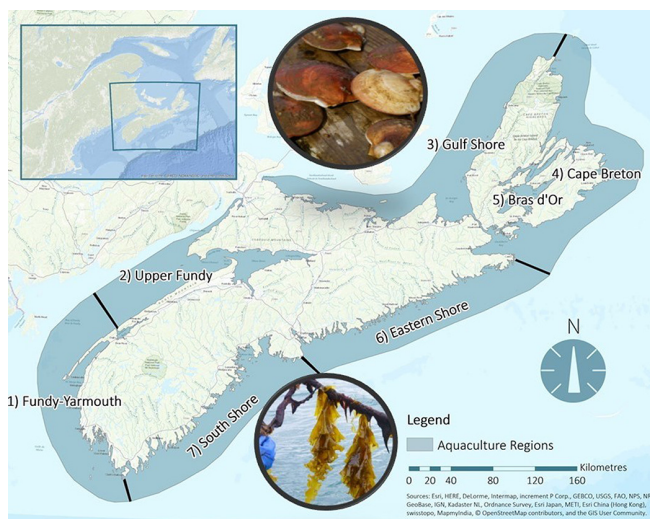 3) Gulf Shore
4) Cape Breton
5) Bras d'Or
2) Upper Fundy
6) Eastern Shore
N
1) Fundy-Yarmouth
7) South Shore
Legend
Aquaculture Regions
Kilometres
0 20 40 80 120 160
Sources: Esri, HERE, DeLorme, Intermap, increment P Corp., GEBCO, USGS, FAO, NPS, NR
GeoBase, IGN, Kadaster NL, Ordnance Survey, Esri Japan, METI, Esri China (Hong Kong),
swisstopo, MapmyIndia, © OpenStreetMap contributors, and the GIS User Community.